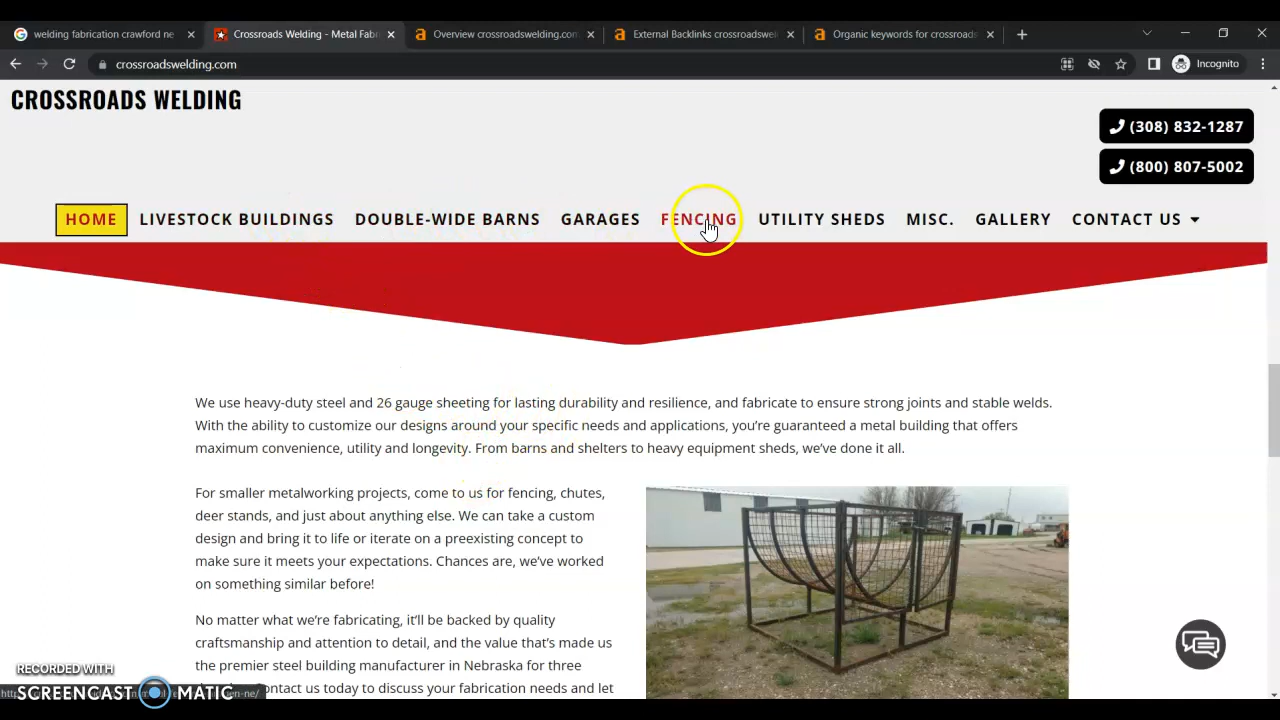 welding fabrication crawford ne
Crossroads Welding - Metal Fabri
Overview crossroadswelding.com
External Backlinks crossroadswel
Organic keywords for crossroads
crossroadswelding.com
Incognito
CROSSROADS WELDING
(308) 832-1287
(800) 807-5002
HOME LIVESTOCK BUILDINGS DOUBLE-WIDE BARNS GARAGES FENCING UTILITY SHEDS MISC. GALLERY CONTACT US
We use heavy-duty steel and 26 gauge sheeting for lasting durability and resilience, and fabricate to ensure strong joints and stable welds.
With the ability to customize our designs around your specific needs and applications, you're guaranteed a metal building that offers
maximum convenience, utility and longevity. From barns and shelters to heavy equipment sheds, we've done it all.
For smaller metalworking projects, come to us for fencing, chutes,
deer stands, and just about anything else. We can take a custom
design and bring it to life or iterate on a preexisting concept to
make sure it meets your expectations. Chances are, we've worked
on something similar before!
No matter what we're fabricating, it'll be backed by quality
craftsmanship and attention to detail, and the value that's made us
the premier steel building manufacturer in Nebraska for three
contact us today to discuss your fabrication needs and let
RECORDED WITH
SCREENCAST MATIC